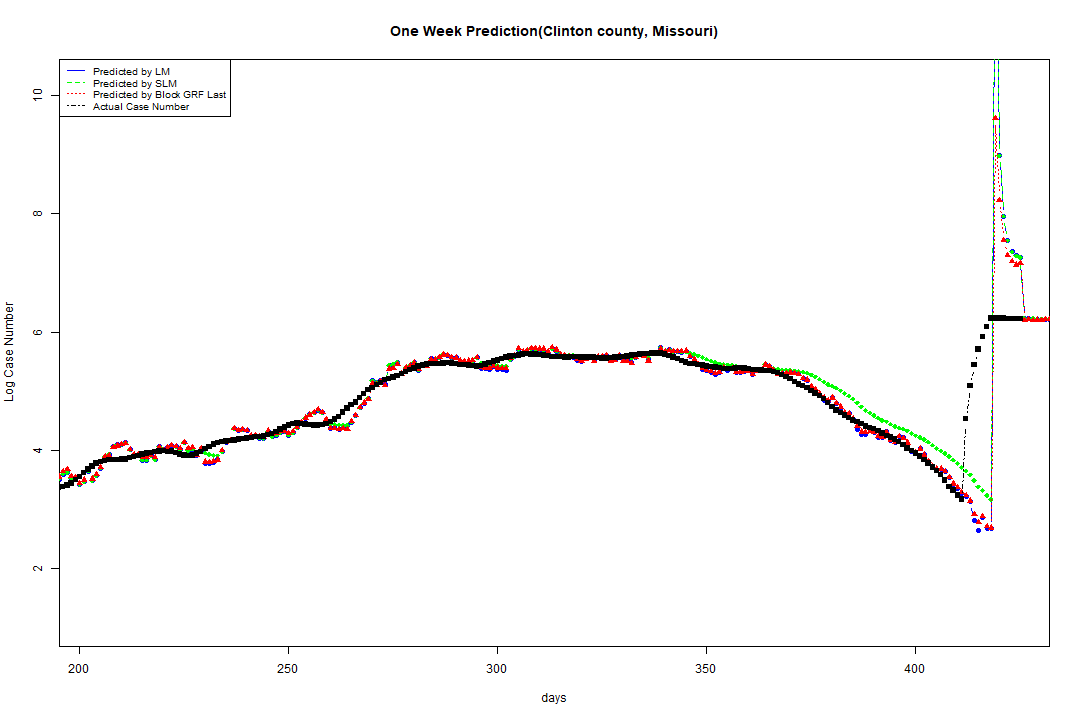 One Week Prediction(Clinton county, Missouri)
Predicted by LM
Predicted by SLM
Predicted by Block GRF Last
Actual Case Number
Log Case Number
10
8
6
4
2
200 250 300 350 400
days